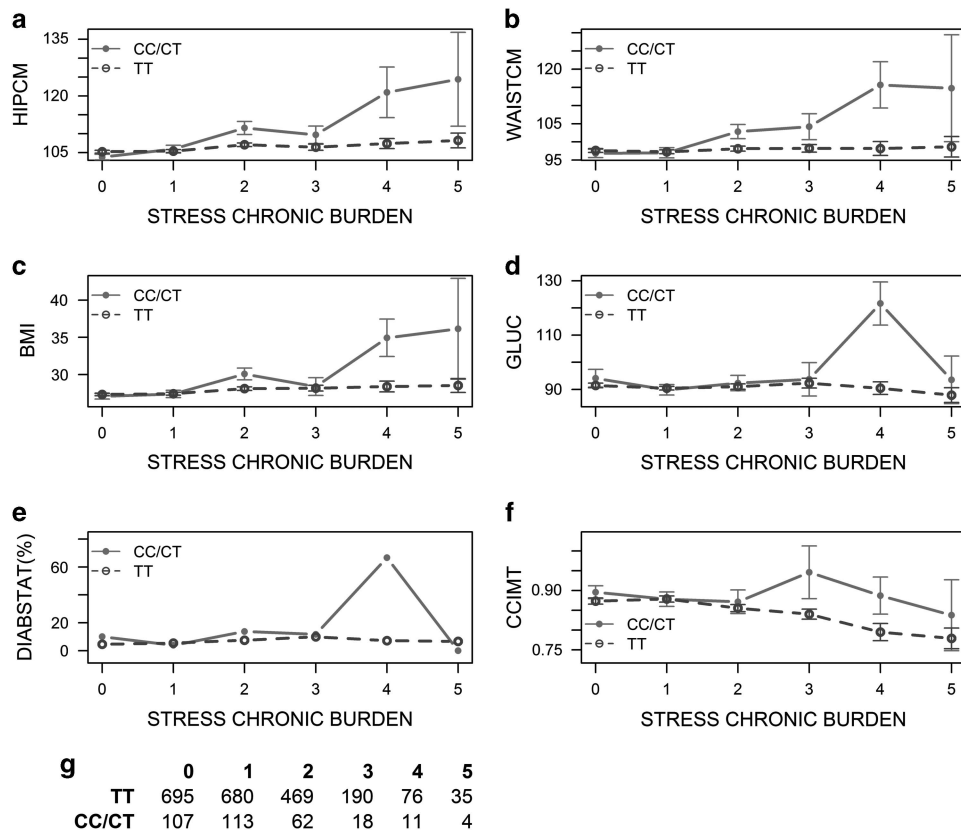 a
135
120
105
HIPCM
CC/CT
TT
0 1 2 3 4 5
STRESS CHRONIC BURDEN
b
120
105
95
WAISTCM
CC/CT
TT
0 1 2 3 4 5
STRESS CHRONIC BURDEN
c
40
35
30
BMI
CC/CT
TT
0 1 2 3 4 5
STRESS CHRONIC BURDEN
d
130
110
90
GLUC
CC/CT
TT
0 1 2 3 4 5
STRESS CHRONIC BURDEN
e
60
20
0
DIABSTAT(%)
CC/CT
TT
0 1 2 3 4 5
STRESS CHRONIC BURDEN
f
0.90
0.75
CCIMT
CC/CT
TT
0 1 2 3 4 5
STRESS CHRONIC BURDEN
g
0 1 2 3 4 5
TT 695 680 469 190 76 35
CC/CT 107 113 62 18 11 4